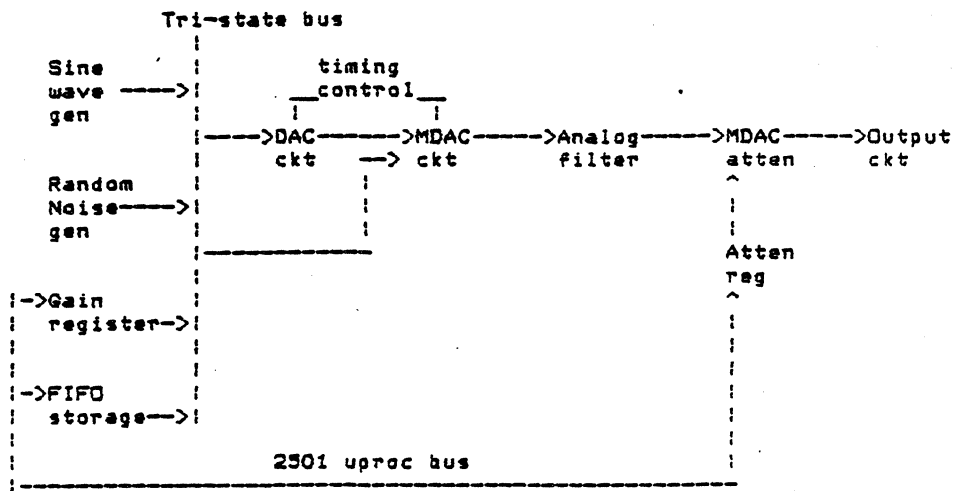 Tri-state bus
Sine timing
wave ---->| __control__
gen
---->DAC------>MDAC------>Analog------>MDAC------>Output
ckt --> ckt filter atten ckt
Random ^
Noise---->|
gen
Atten
reg
->Gain ^
register->|
->FIFO
storage-->|
2501 uproc bus